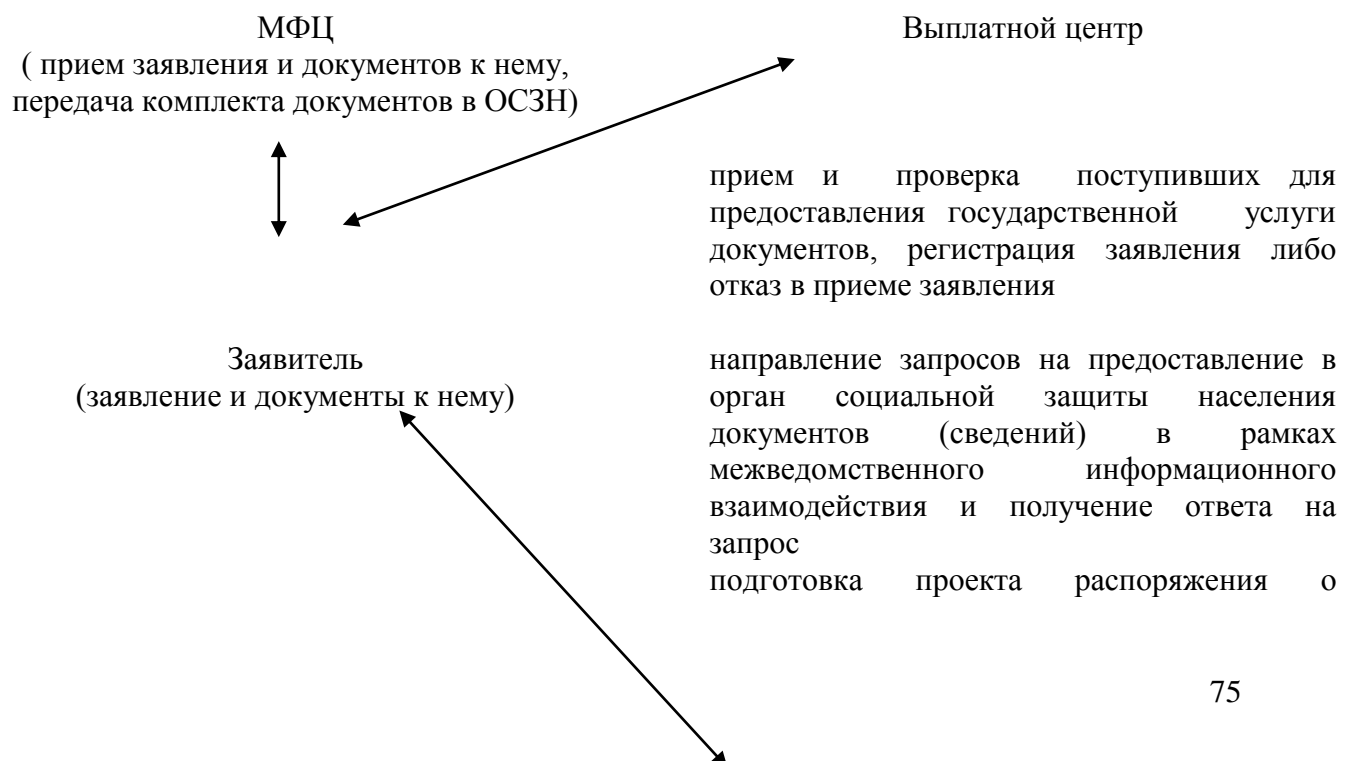 МФЦ
( прием заявления и документов к нему,
передача комплекта документов в ОСЗН)
Выплатной центр
прием и проверка поступивших для
предоставления государственной услуги
документов, регистрация заявления либо
отказ в приеме заявления
Заявитель
(заявление и документы к нему)
направление запросов на предоставление в
орган социальной защиты населения
документов (сведений) в рамках
межведомственного информационного
взаимодействия и получение ответа на
запрос
подготовка проекта распоряжения о
75